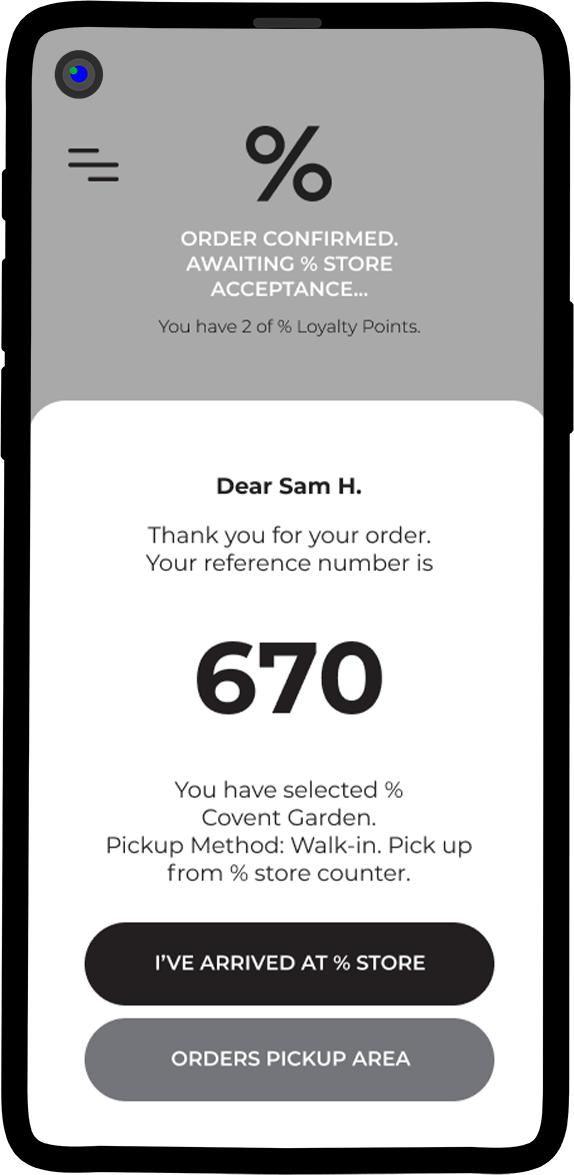 %
ORDER CONFIRMED.
AWAITING % STORE
ACCEPTANCE...
You have 2 of % Loyalty Points.
Dear Sam H.
Thank you for your order.
Your reference number is
670
You have selected %
Covent Garden.
Pickup Method: Walk-in. Pick up
from % store counter.
I’VE ARRIVED AT % STORE
ORDERS PICKUP AREA